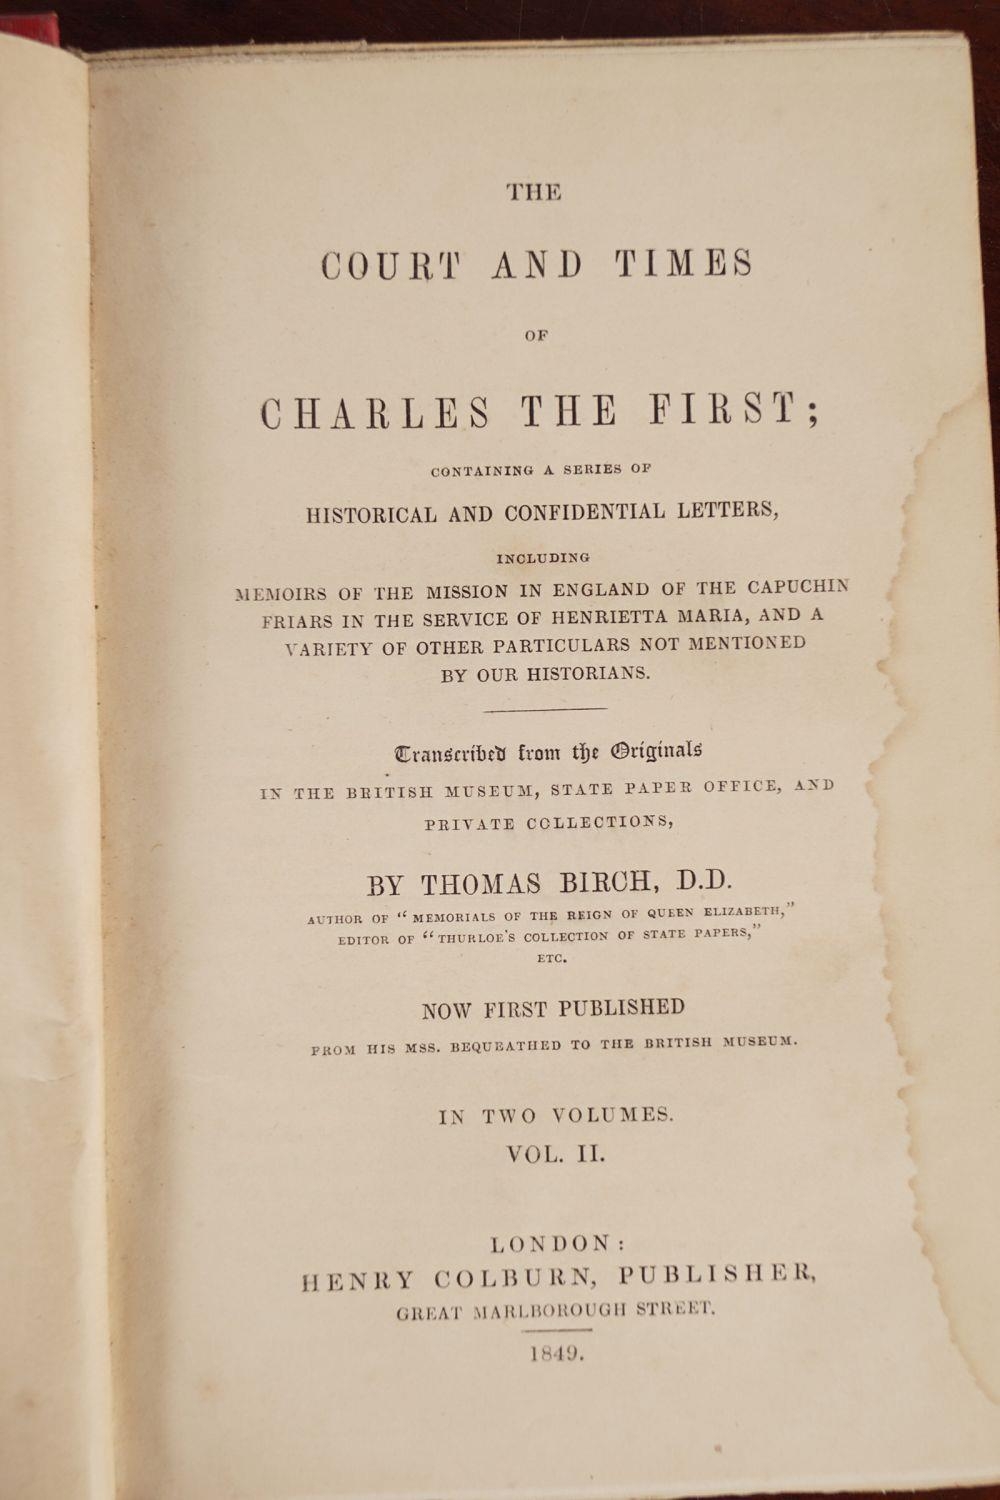 THE
COURT AND TIMES
OF
CHARLES THE FIRST;
CONTAINING A SERIES OF
HISTORICAL AND CONFIDENTIAL LETTERS,
INCLUDING
MEMOIRS OF THE MISSION IN ENGLAND OF THE CAPUCHIN
FRIARS IN THE SERVICE OF HENRIETTA MARIA, AND A
VARIETY OF OTHER PARTICULARS NOT MENTIONED
BY OUR HISTORIANS.
Transcribed from the Originals
IN THE BRITISH MUSEUM, STATE PAPER OFFICE, AND
PRIVATE COLLECTIONS,
BY THOMAS BIRCH, D.D.
AUTHOR OF "MEMORIALS OF THE REIGN OF QUEEN ELIZABETH,"
EDITOR OF "THURLOE'S COLLECTION OF STATE PAPERS,"
ETC.
NOW FIRST PUBLISHED
FROM HIS MSS. BEQUEATHED TO THE BRITISH MUSEUM.
IN TWO VOLUMES.
VOL. II.
LONDON:
HENRY COLBURN, PUBLISHER,
GREAT MARLBOROUGH STREET.
1849.